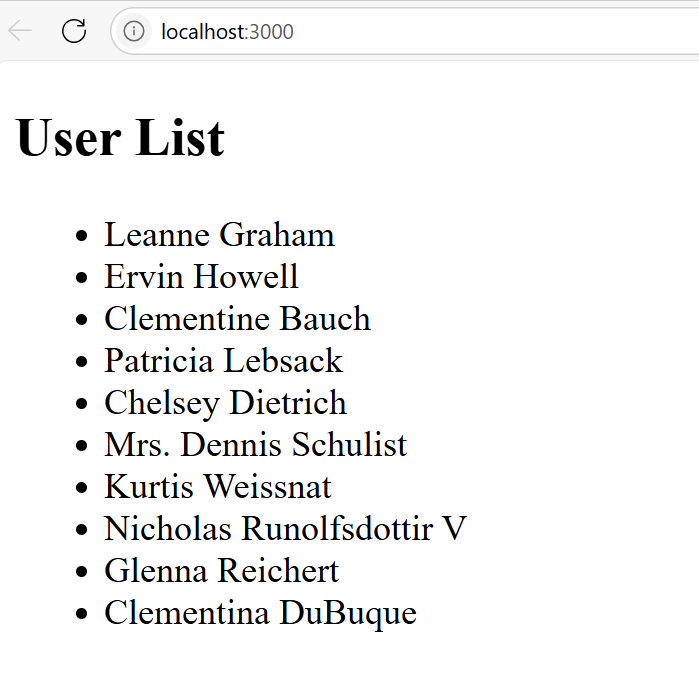 localhost:3000
User List
Leanne Graham
Ervin Howell
Clementine Bauch
Patricia Lebsack
Chelsey Dietrich
Mrs. Dennis Schulist
Kurtis Weissnat
Nicholas Runolfsdottir V
Glenna Reichert
Clementina DuBuque